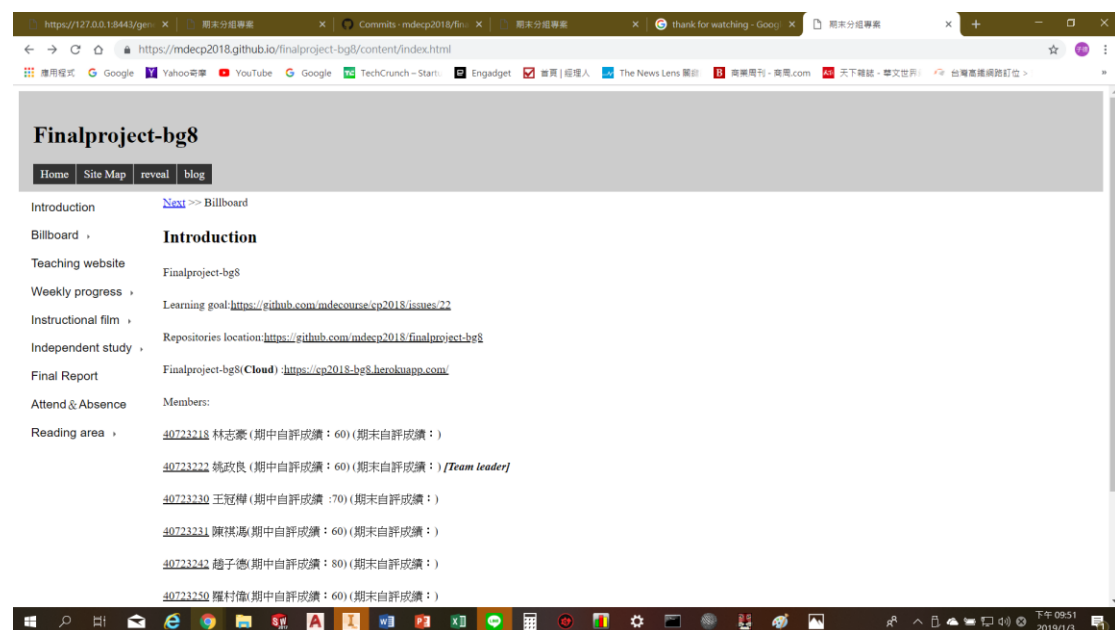 https://127.0.0.1:8443/gen
期末分組專案
Commits · mdecp2018/fin
期末分組專案
thank for watching - Goog
期末分組專案
https://mdecp2018.github.io/finalproject-bg8/content/index.html
應用程式
Google
Yahoo奇摩
YouTube
Google
TechCrunch – Start
Engadget
首頁 | 經理人
The News Lens 關鍵
商業周刊 - 商周.com
天下雜誌 - 華文世界
台灣高鐵網路訂位 >
Finalproject-bg8
Home
Site Map
reveal
blog
Introduction
Billboard
Teaching website
Weekly progress
Instructional film
Independent study
Final Report
Attend & Absence
Reading area
Next >> Billboard
Introduction
Finalproject-bg8
Learning goal:https://github.com/mdecourse/cp2018/issues/22
Repositories location:https://github.com/mdecp2018/finalproject-bg8
Finalproject-bg8(Cloud) :https://cp2018-bg8.herokuapp.com/
Members:
40723218 林志豪 (期中自評成績：60) (期末自評成績：)
40723222 姚政良 (期中自評成績：60) (期末自評成績：) [Team leader]
40723230 王冠樺 (期中自評成績 :70) (期末自評成績：)
40723231 陳祺馮(期中自評成績：60) (期末自評成績：)
40723242 趙子德(期中自評成績：80) (期末自評成績：)
40723250 羅村偉(期中自評成績：60) (期末自評成績：)
下午 09:51
2019/1/3